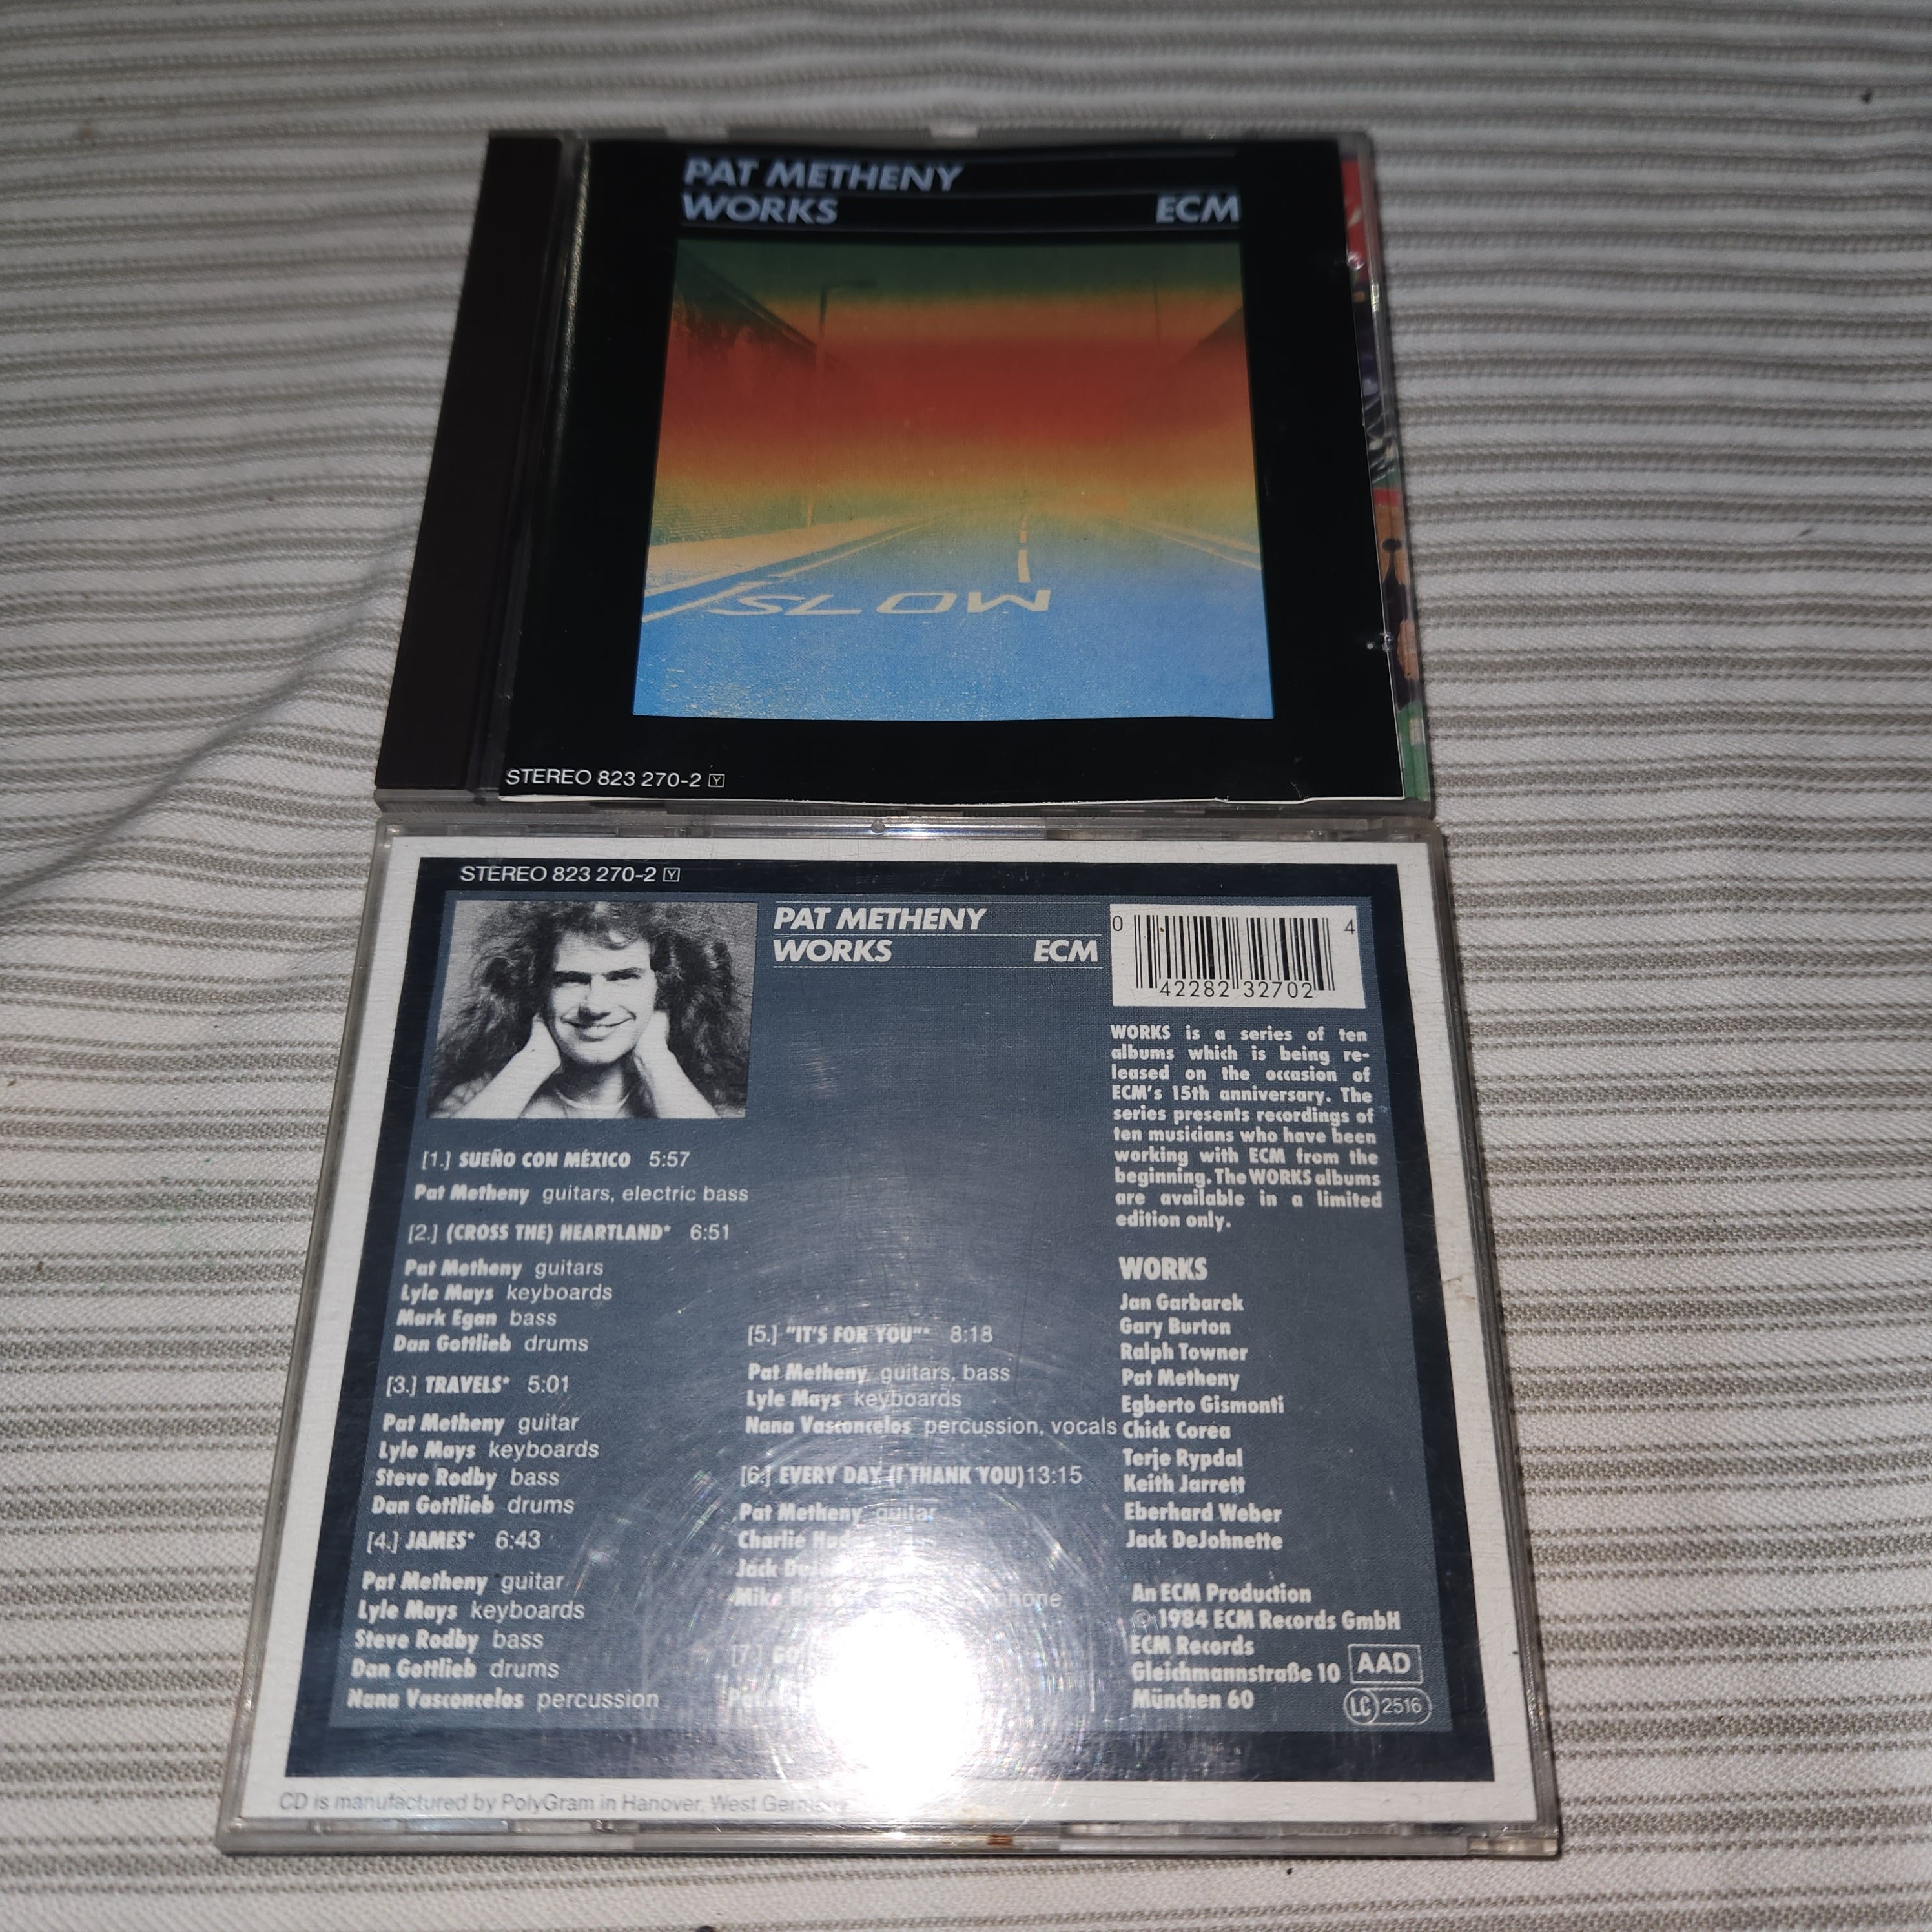 PAT METHENY
WORKS ECM
SLOW
STEREO 823 270-2 Y
STEREO 823 270-2 Y
PAT METHENY
WORKS ECM
0 42282 32702 4
[1.] SUEÑO CON MÉXICO 5:57
Pat Metheny guitars, electric bass
[2.] (CROSS THE) HEARTLAND* 6:51
Pat Metheny guitars
Lyle Mays keyboards
Mark Egan bass
Dan Gottlieb drums
[3.] TRAVELS* 5:01
Pat Metheny guitar
Lyle Mays keyboards
Steve Rodby bass
Dan Gottlieb drums
[4.] JAMES* 6:43
Pat Metheny guitar
Lyle Mays keyboards
Steve Rodby bass
Dan Gottlieb drums
Nana Vasconcelos percussion
[5.] "IT'S FOR YOU"* 8:18
Pat Metheny guitars, bass
Lyle Mays keyboards
Nana Vasconcelos percussion, vocals
[6.] EVERY DAY (I THANK YOU) 13:15
Pat Metheny guitar
Charlie
Jack
Mike
[7.]
WORKS is a series of ten
albums which is being re-
leased on the occasion of
ECM's 15th anniversary. The
series presents recordings of
ten musicians who have been
working with ECM from the
beginning. The WORKS albums
are available in a limited
edition only.
WORKS
Jan Garbarek
Gary Burton
Ralph Towner
Pat Metheny
Egberto Gismonti
Chick Corea
Terje Rypdal
Keith Jarrett
Eberhard Weber
Jack DeJohnette
An ECM Production
© 1984 ECM Records GmbH
ECM Records
Gleichmannstraße 10
München 60
AAD
LC 2516
CD is manufactured by PolyGram in Hanover, West